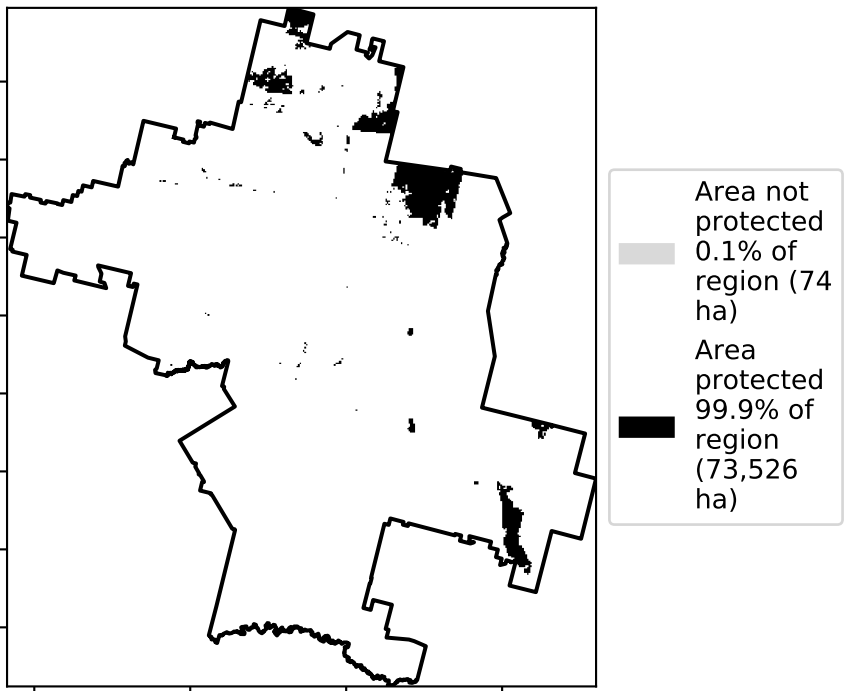 Area not
protected
0.1% of
region (74
ha)
Area
protected
99.9% of
region
(73,526
ha)